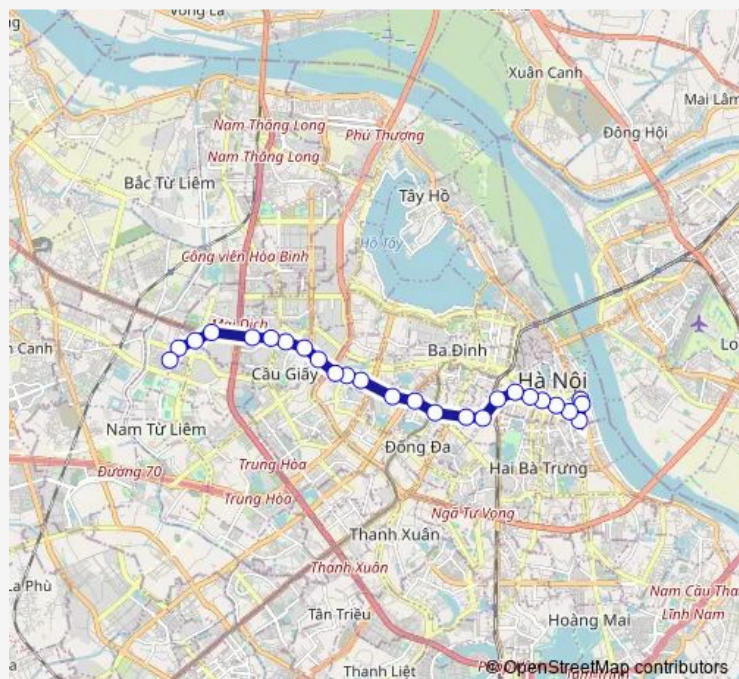 Vọng La
Xuân Canh
Mai Lâm
Nam Thăng Long
Phú Thượng
Đông Hội
Nam Thăng Long
Bắc Từ Liêm
Tây Hồ
Hồ Tây
Công viên Hòa Bình
Mai Dịch
n Canh
Ba Đình
Cầu Giấy
Hà Nội
Nam Từ Liêm
Đống Đa
Đường 70
Trung Hòa
Hai Bà Trưng
Trung Hòa
Ngã Tư Vọng
Thanh Xuân
Thanh Xuân
La Phù
Nam Cầu Tha
Tân Triều
Hoàng Mai
Lĩnh Nam
Thanh Liệt
© OpenStreetMap contributors